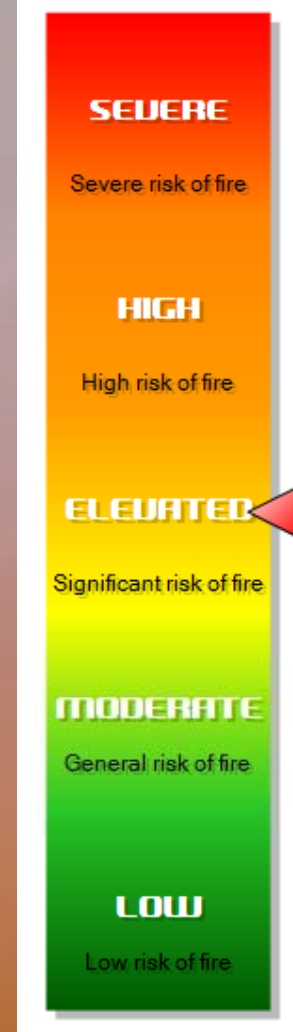 SEVERE
Severe risk of fire
HIGH
High risk of fire
ELEVATED
Significant risk of fire
MODERATE
General risk of fire
LOW
Low risk of fire